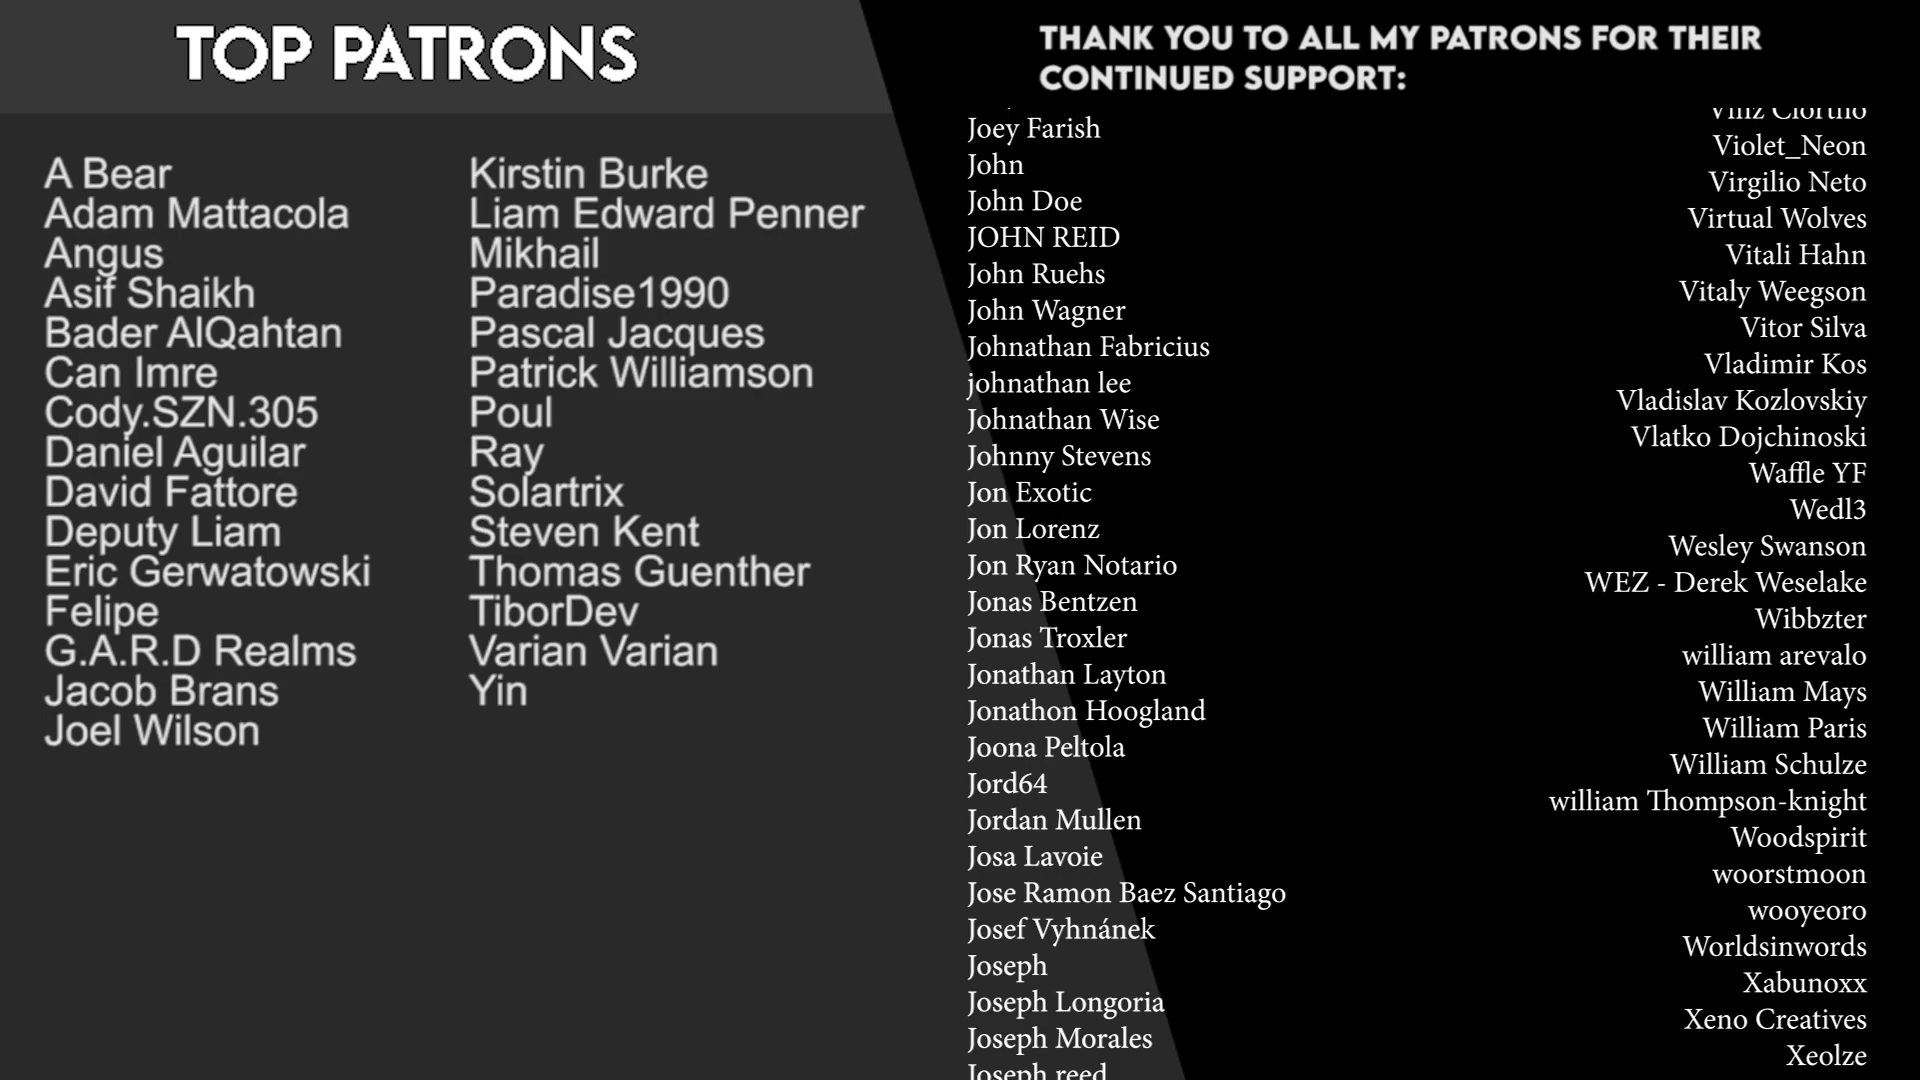 TOP PATRONS
A Bear
Adam Mattacola
Angus
Asif Shaikh
Bader AlQahtan
Can Imre
Cody.SZN.305
Daniel Aguilar
David Fattore
Deputy Liam
Eric Gerwatowski
Felipe
G.A.R.D Realms
Jacob Brans
Joel Wilson
Kirstin Burke
Liam Edward Penner
Mikhail
Paradise1990
Pascal Jacques
Patrick Williamson
Poul
Ray
Solartrix
Steven Kent
Thomas Guenther
TiborDev
Varian Varian
Yin
THANK YOU TO ALL MY PATRONS FOR THEIR
CONTINUED SUPPORT:
Joey Farish
John
John Doe
JOHN REID
John Ruehs
John Wagner
Johnathan Fabricius
johnathan lee
Johnathan Wise
Johnny Stevens
Jon Exotic
Jon Lorenz
Jon Ryan Notario
Jonas Bentzen
Jonas Troxler
Jonathan Layton
Jonathon Hoogland
Joona Peltola
Jord64
Jordan Mullen
Josa Lavoie
Jose Ramon Baez Santiago
Josef Vyhnánek
Joseph
Joseph Longoria
Joseph Morales
Joseph reed
Violet_Neon
Virgilio Neto
Virtual Wolves
Vitali Hahn
Vitaly Weegson
Vitor Silva
Vladimir Kos
Vladislav Kozlovskiy
Vlatko Dojchinoski
Waffle YF
Wedl3
Wesley Swanson
WEZ - Derek Weselake
Wibbzter
william arevalo
William Mays
William Paris
William Schulze
william Thompson-knight
Woodspirit
woorstmoon
wooyeoro
Worldsinwords
Xabunoxx
Xeno Creatives
Xeolze